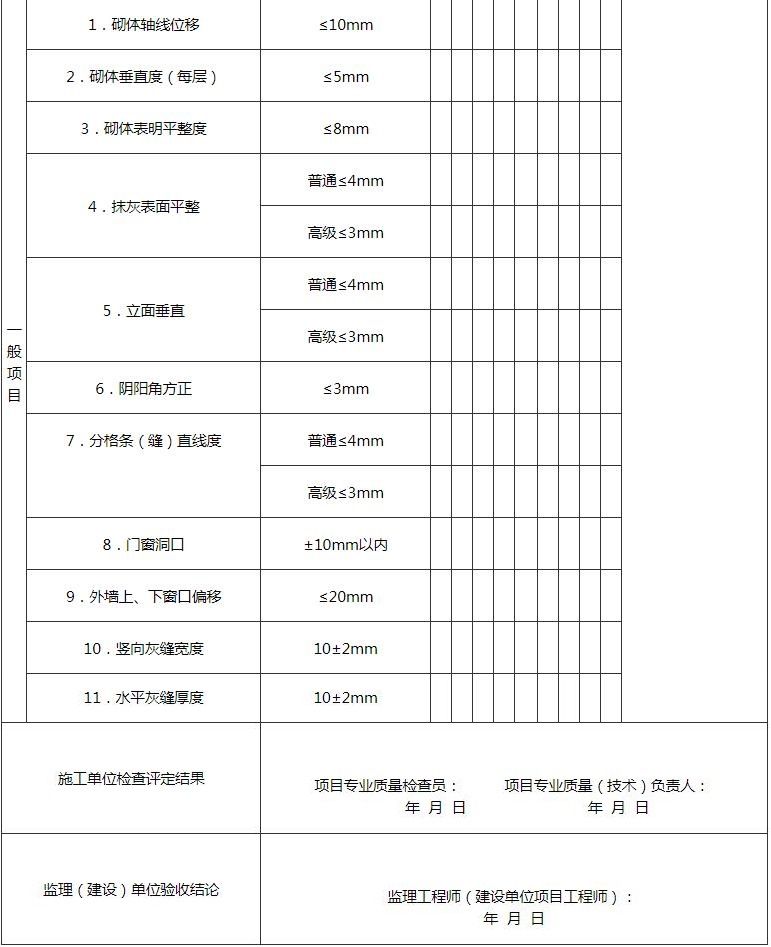 1．砌体轴线位移 ≤10mm
2．砌体垂直度（每层） ≤5mm
3．砌体表明平整度 ≤8mm
4．抹灰表面平整 普通≤4mm
高级≤3mm
5．立面垂直 普通≤4mm
高级≤3mm
一般项目
6．阴阳角方正 ≤3mm
7．分格条（缝）直线度 普通≤4mm
高级≤3mm
8．门窗洞口 ±10mm以内
9．外墙上、下窗口偏移 ≤20mm
10．竖向灰缝宽度 10±2mm
11．水平灰缝厚度 10±2mm
施工单位检查评定结果
项目专业质量检查员： 项目专业质量（技术）负责人：
年 月 日 年 月 日
监理（建设）单位验收结论
监理工程师（建设单位项目工程师）：
年 月 日